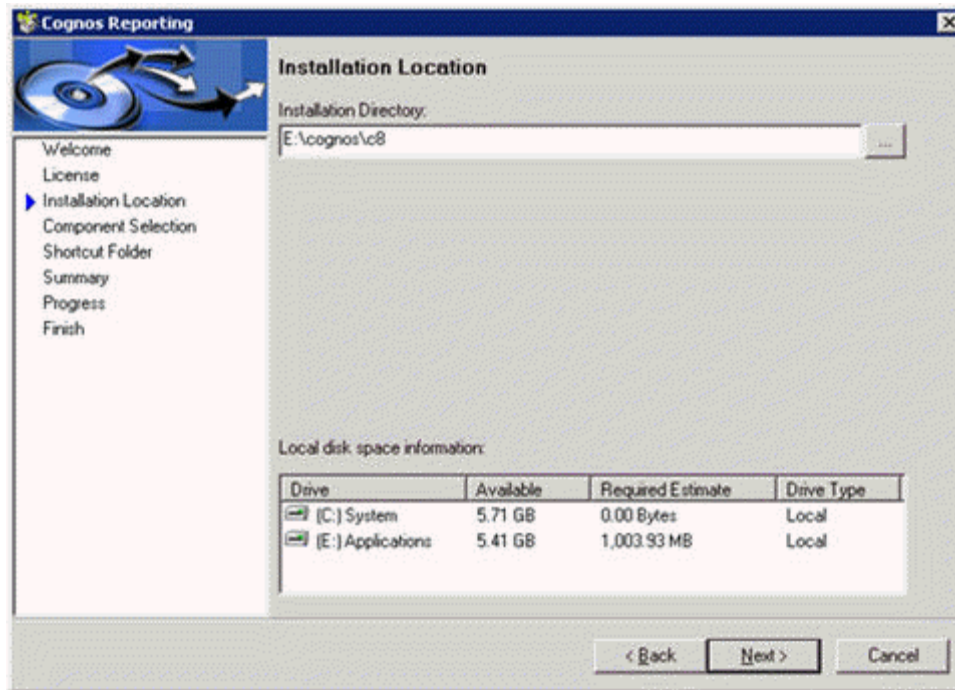 Cognos Reporting
Welcome
License
Installation Location
Component Selection
Shortcut Folder
Summary
Progress
Finish
Installation Location
Installation Directory:
E:\cognos\c8
...
Local disk space information:
Drive Available Required Estimate Drive Type
(C:) System 5.71 GB 0.00 Bytes Local
(E:) Applications 5.41 GB 1,003.93 MB Local
< Back Next > Cancel